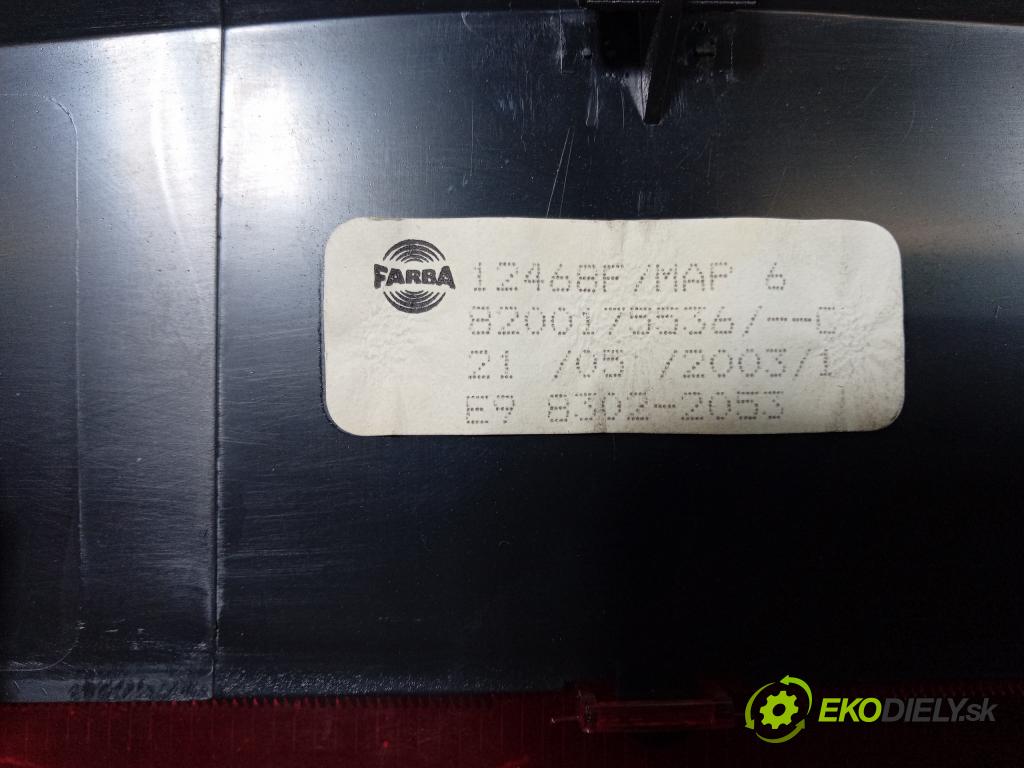 FARBA
12468F/MAP 6
8200175536/--C
21 /05 /2003/1
E9 8302-2053
EKODIELY.sk